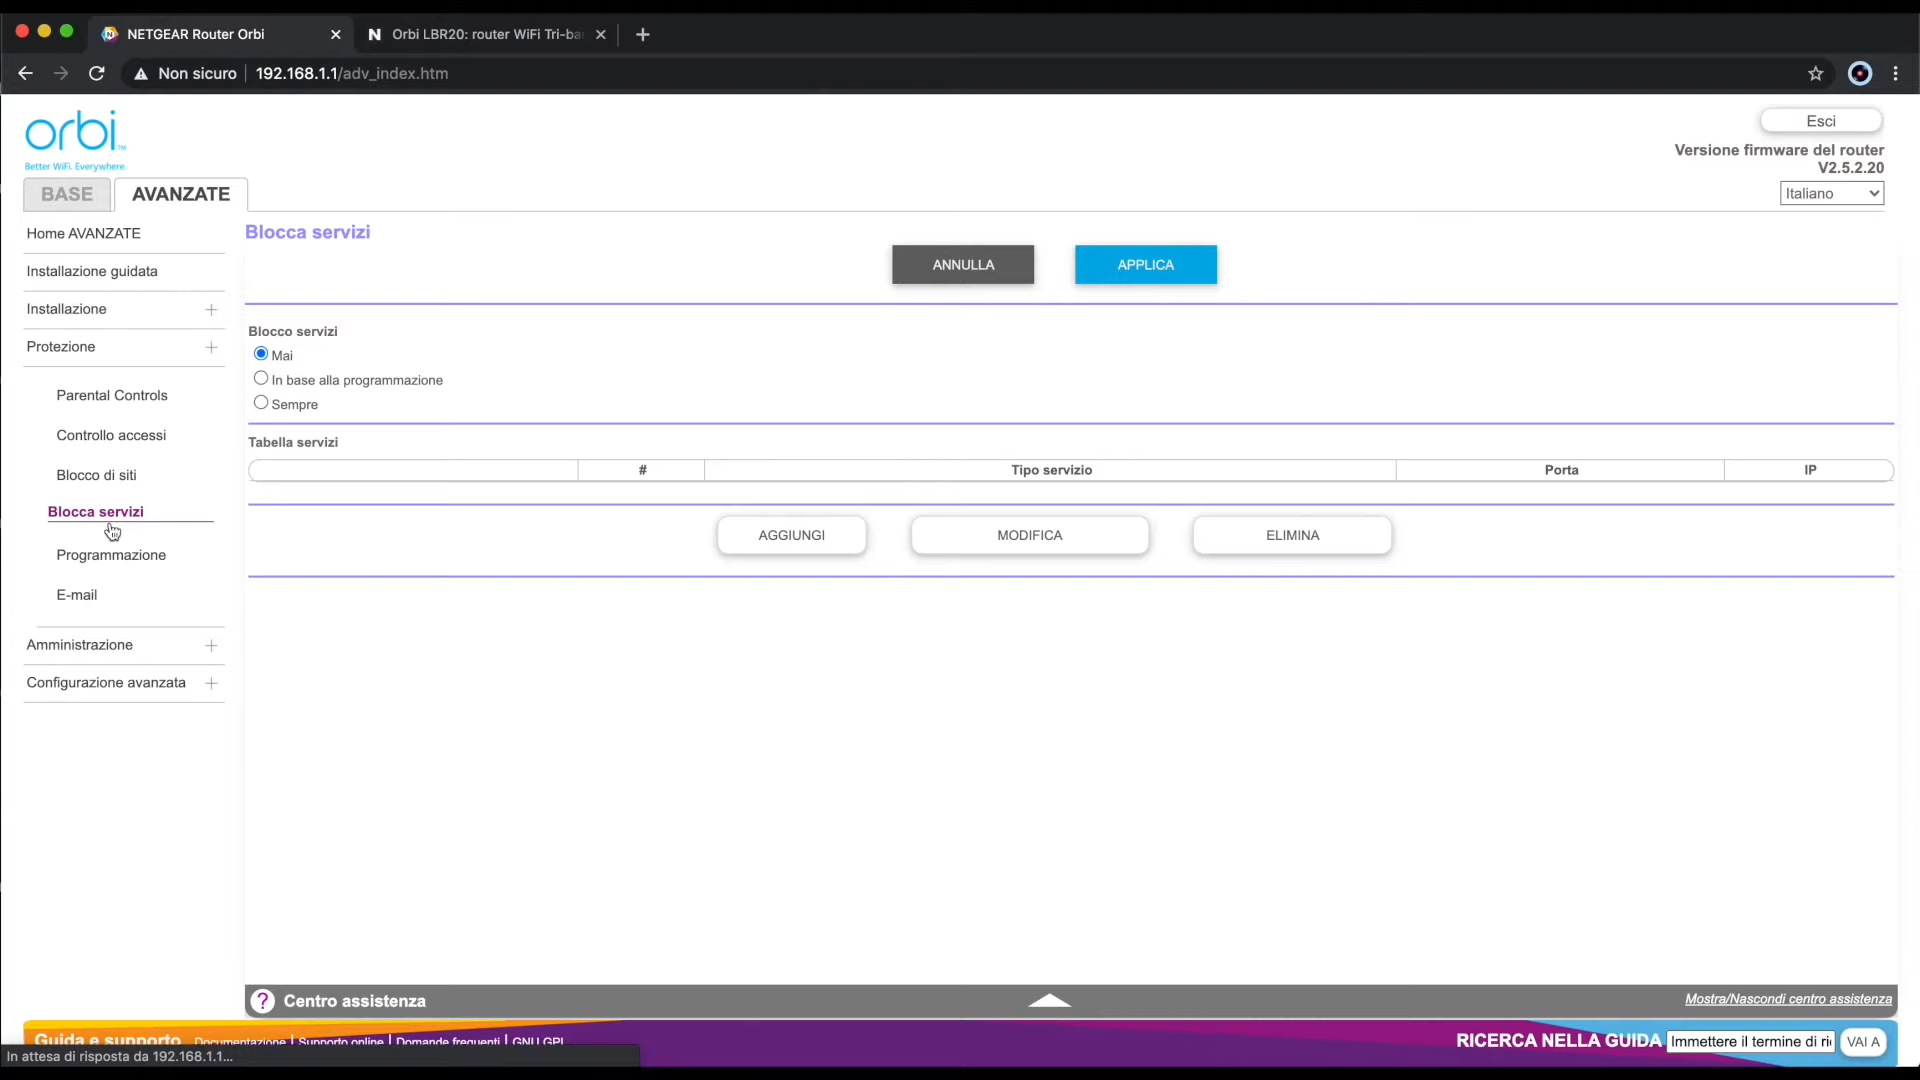 NETGEAR Router Orbi
Orbi LBR20: router WiFi Tri-ba
Non sicuro
192.168.1.1/adv_index.htm
orbi
Better WiFi. Everywhere.
Esci
Versione firmware del router
V2.5.2.20
Italiano
BASE
AVANZATE
Home AVANZATE
Installazione guidata
Installazione
Protezione
Parental Controls
Controllo accessi
Blocco di siti
Blocca servizi
Programmazione
E-mail
Amministrazione
Configurazione avanzata
Blocca servizi
ANNULLA
APPLICA
Blocco servizi
Mai
In base alla programmazione
Sempre
Tabella servizi
# Tipo servizio Porta IP
AGGIUNGI
MODIFICA
ELIMINA
? Centro assistenza
Mostra/Nascondi centro assistenza
Guida e supporto Documentazione | Supporto online | Domande frequenti | GNU GPL
RICERCA NELLA GUIDA
Immettere il termine di ri
VAI A
In attesa di risposta da 192.168.1.1...